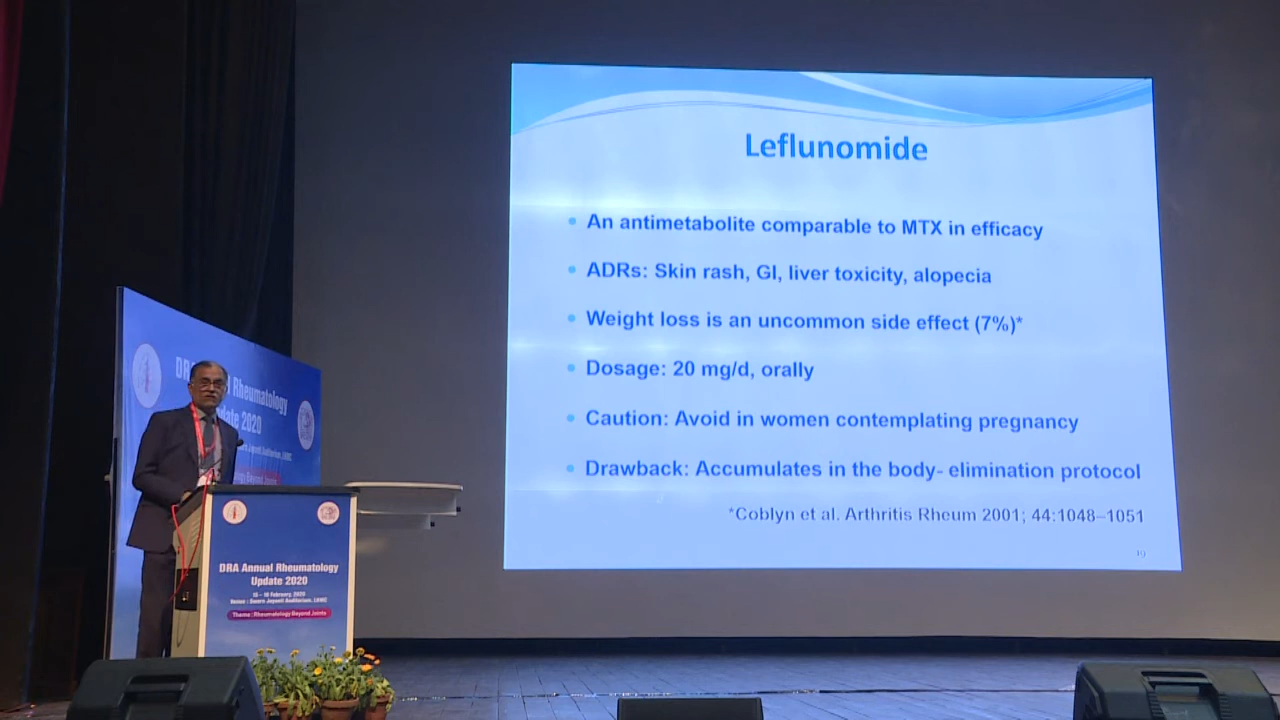 Leflunomide
• An antimetabolite comparable to MTX in efficacy
• ADRs: Skin rash, GI, liver toxicity, alopecia
• Weight loss is an uncommon side effect (7%)*
• Dosage: 20 mg/d, orally
• Caution: Avoid in women contemplating pregnancy
• Drawback: Accumulates in the body- elimination protocol
*Coblyn et al. Arthritis Rheum 2001; 44:1048–1051
19
DRA Rheumatology
2020
DRA Annual Rheumatology
Update 2020
Theme : Rheumatology Beyond Joints